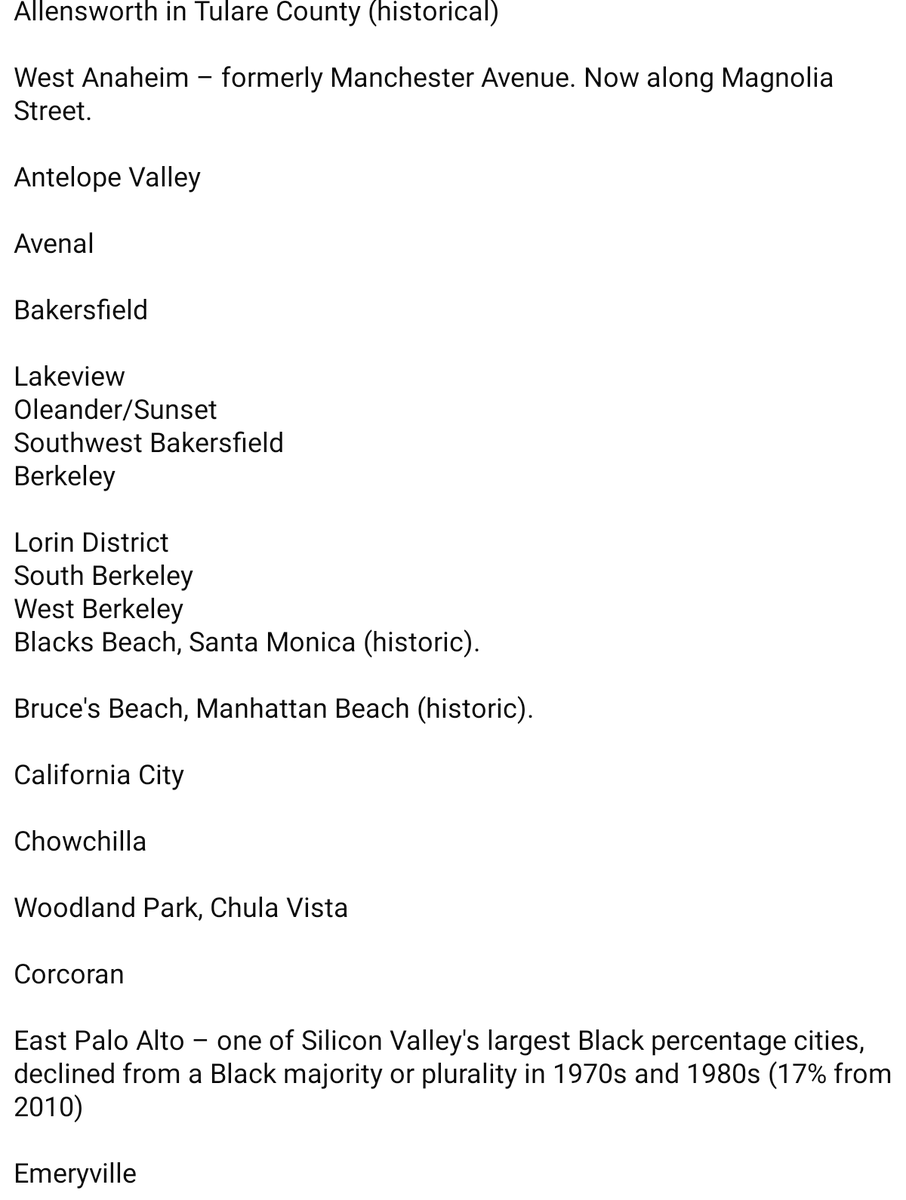 Allensworth in Tulare County (historical)
West Anaheim – formerly Manchester Avenue. Now along Magnolia
Street.
Antelope Valley
Avenal
Bakersfield
Lakeview
Oleander/Sunset
Southwest Bakersfield
Berkeley
Lorin District
South Berkeley
West Berkeley
Blacks Beach, Santa Monica (historic).
Bruce's Beach, Manhattan Beach (historic).
California City
Chowchilla
Woodland Park, Chula Vista
Corcoran
East Palo Alto – one of Silicon Valley's largest Black percentage cities,
declined from a Black majority or plurality in 1970s and 1980s (17% from
2010)
Emeryville